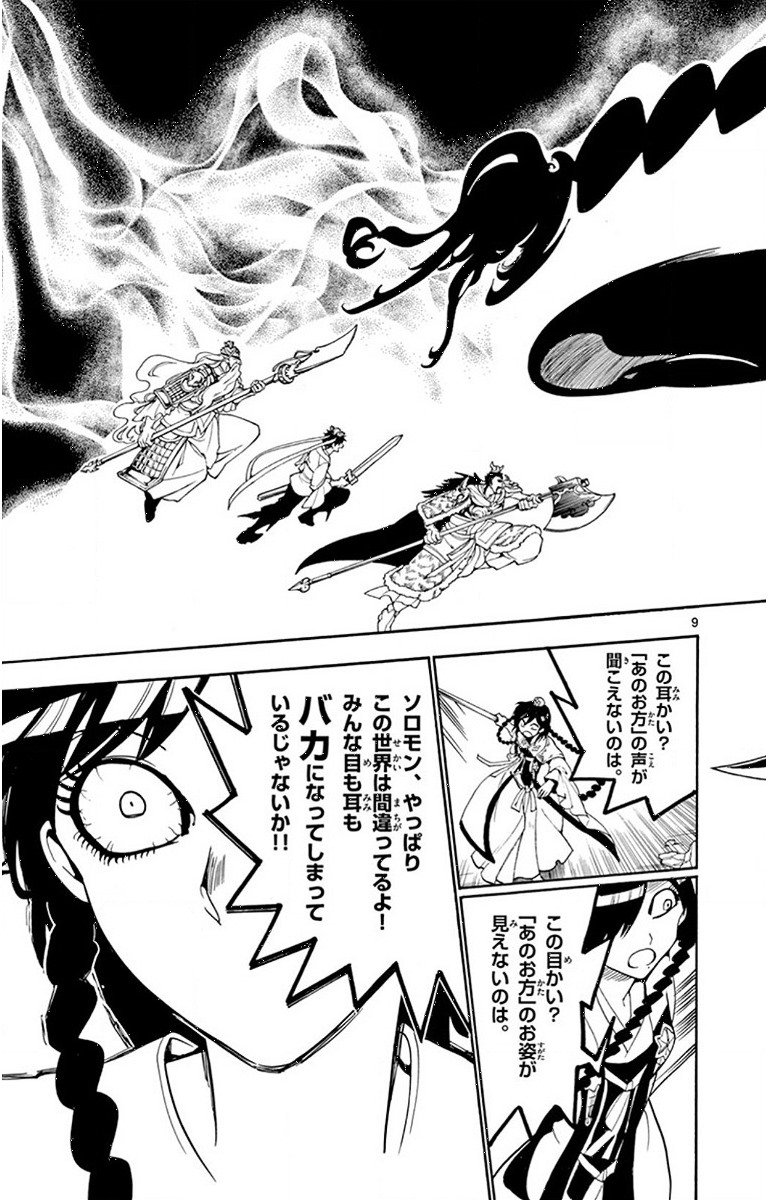 9
この耳かい?
「あのお方」の声が
聞こえないのは。
この目かい?
「あのお方」のお姿が
見えないのは。
ソロモン、やっぱり
この世界は間違ってるよ!
みんな目も耳も
バカになってしまって
いるじゃないか!!